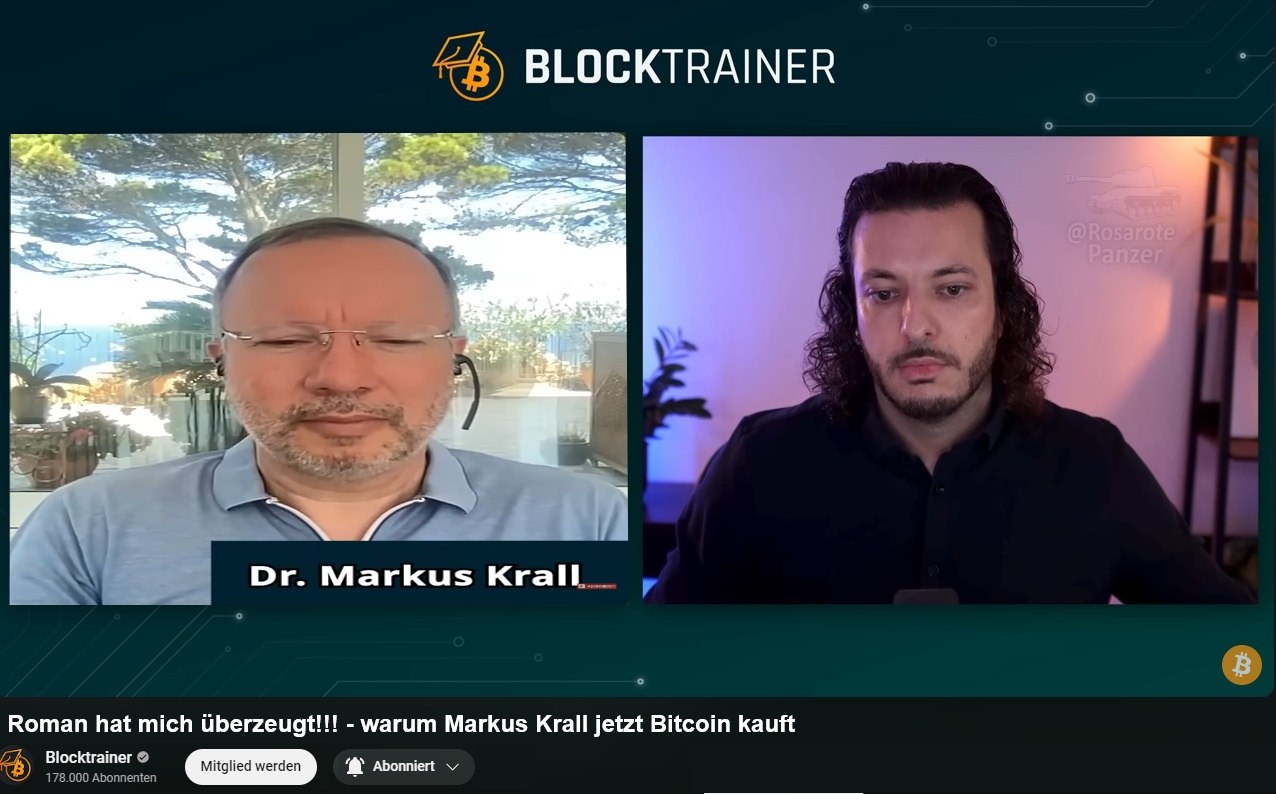 BLOCKTRAINER
@Rosarote
Panzer
Dr. Markus Krall
Roman hat mich überzeugt!!! - warum Markus Krall jetzt Bitcoin kauft
Blocktrainer
178.000 Abonnenten
Mitglied werden
Abonniert